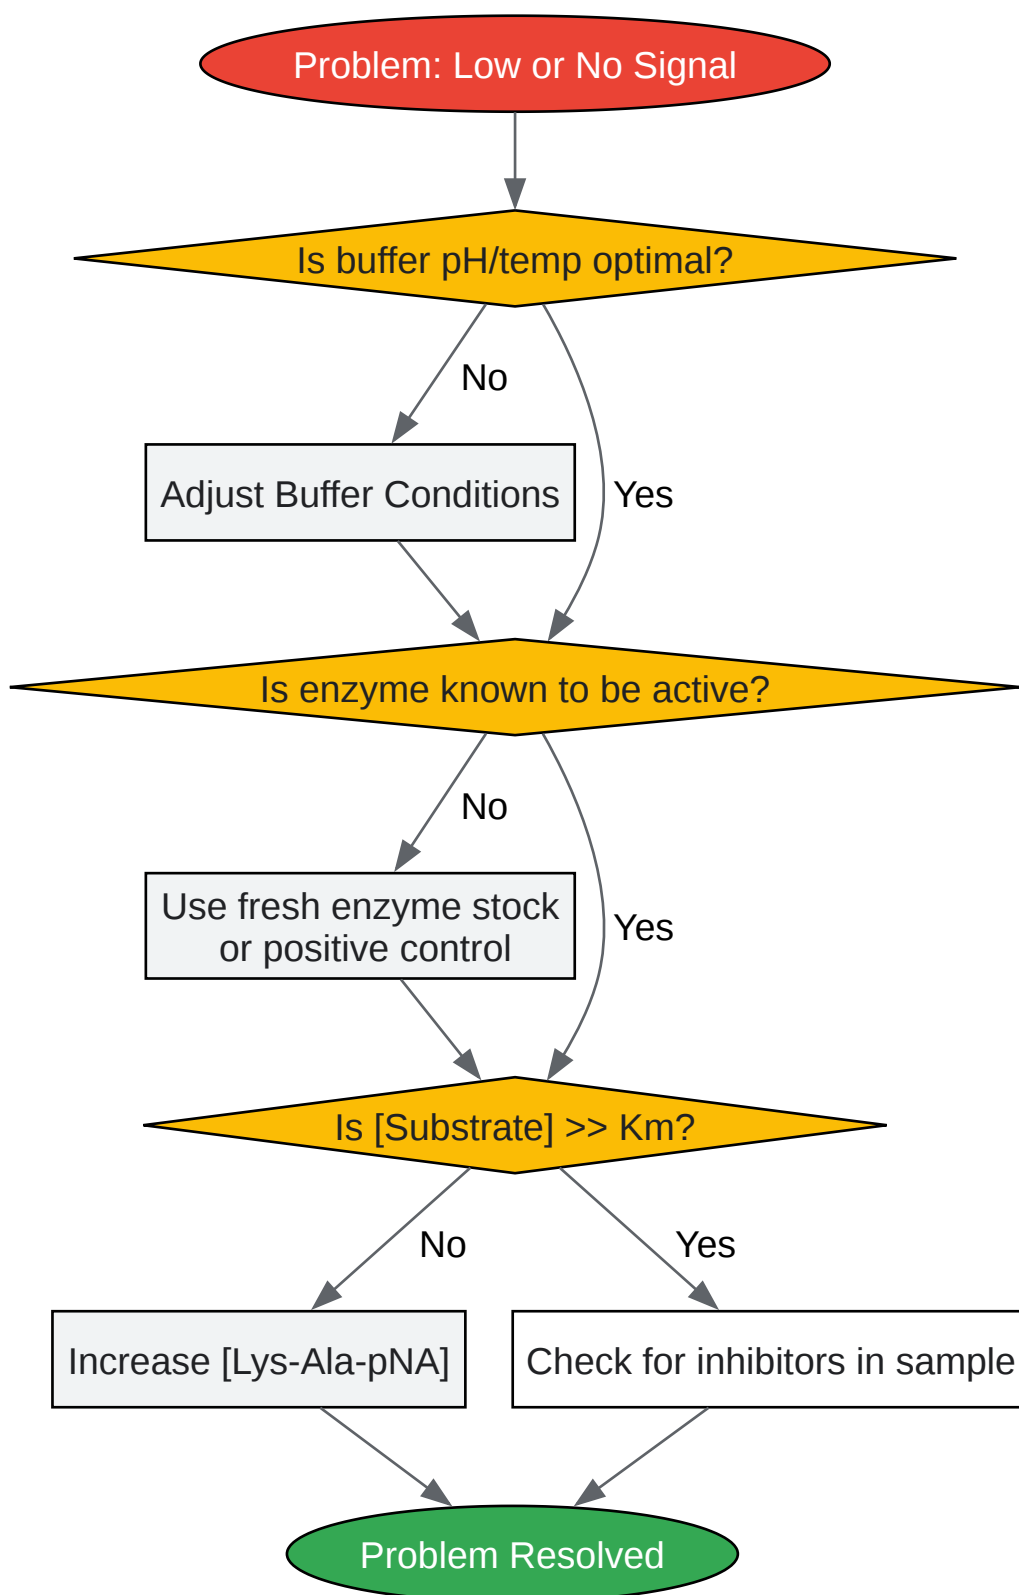 Problem: Low or No Signal
Is buffer pH/temp optimal?
No
Adjust Buffer Conditions
Yes
Is enzyme known to be active?
No
Use fresh enzyme stock
or positive control
Yes
Is [Substrate] >> Km?
No
Yes
Increase [Lys-Ala-pNA]
Check for inhibitors in sample
Problem Resolved